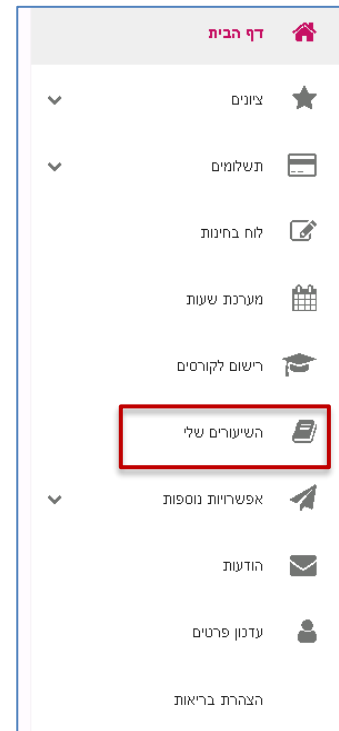 דף הבית
ציונים
תשלומים
לוח בחינות
מערכת שעות
רישום לקורסים
השיעורים שלי
אפשרויות נוספות
הודעות
עדכון פרטים
הצהרת בריאות